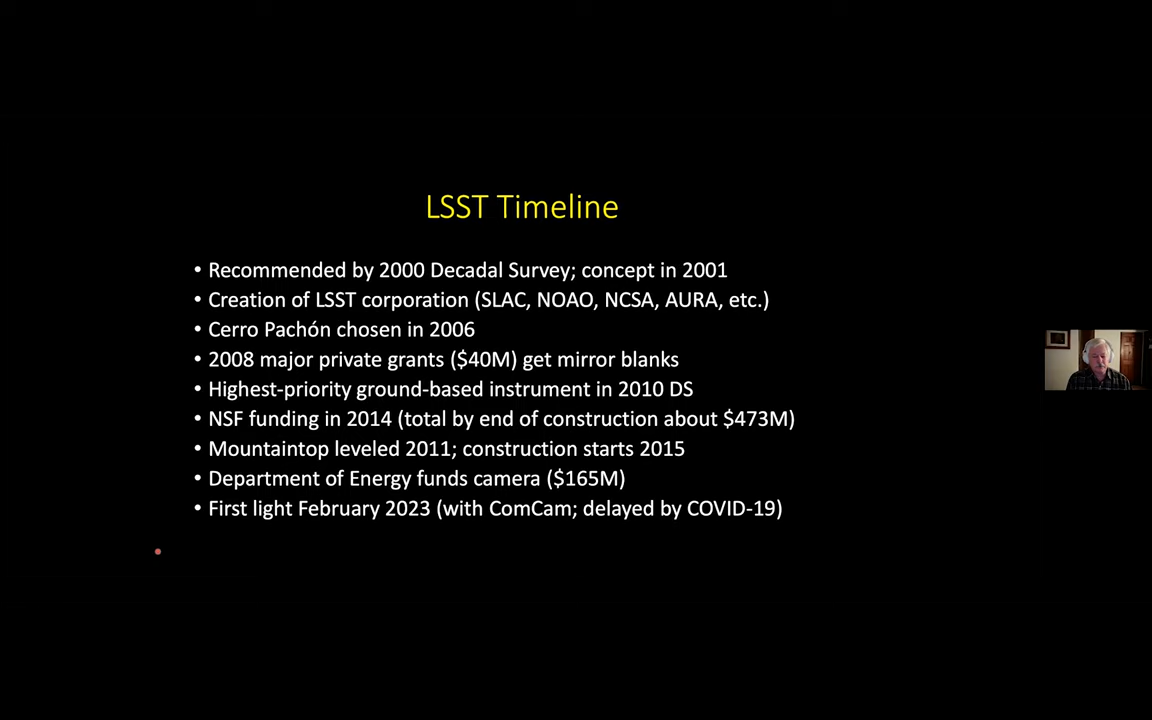 LSST Timeline
• Recommended by 2000 Decadal Survey; concept in 2001
• Creation of LSST corporation (SLAC, NOAO, NCSA, AURA, etc.)
• Cerro Pachón chosen in 2006
• 2008 major private grants ($40M) get mirror blanks
• Highest-priority ground-based instrument in 2010 DS
• NSF funding in 2014 (total by end of construction about $473M)
• Mountaintop leveled 2011; construction starts 2015
• Department of Energy funds camera ($165M)
• First light February 2023 (with ComCam; delayed by COVID-19)